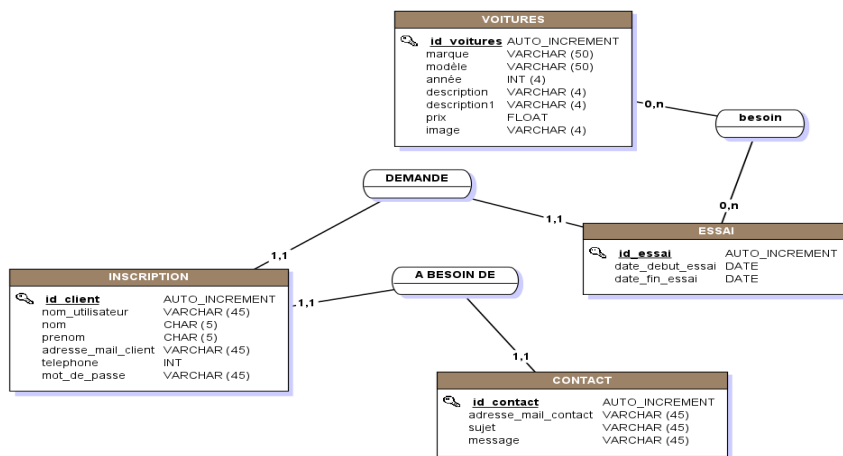 VOITURES
id_voitures AUTO_INCREMENT
marque VARCHAR (50)
modèle VARCHAR (50)
année INT (4)
description VARCHAR (4)
description1 VARCHAR (4)
prix FLOAT
image VARCHAR (4)
0,n
besoin
0,n
DEMANDE
1,1
1,1
ESSAI
id_essai AUTO_INCREMENT
date_debut_essai DATE
date_fin_essai DATE
INSCRIPTION
id_client AUTO_INCREMENT
nom_utilisateur VARCHAR (45)
nom CHAR (5)
prenom CHAR (5)
adresse_mail_client VARCHAR (45)
telephone INT
mot_de_passe VARCHAR (45)
A BESOIN DE
1,1
1,1
CONTACT
id_contact AUTO_INCREMENT
adresse_mail_contact VARCHAR (45)
sujet VARCHAR (45)
message VARCHAR (45)